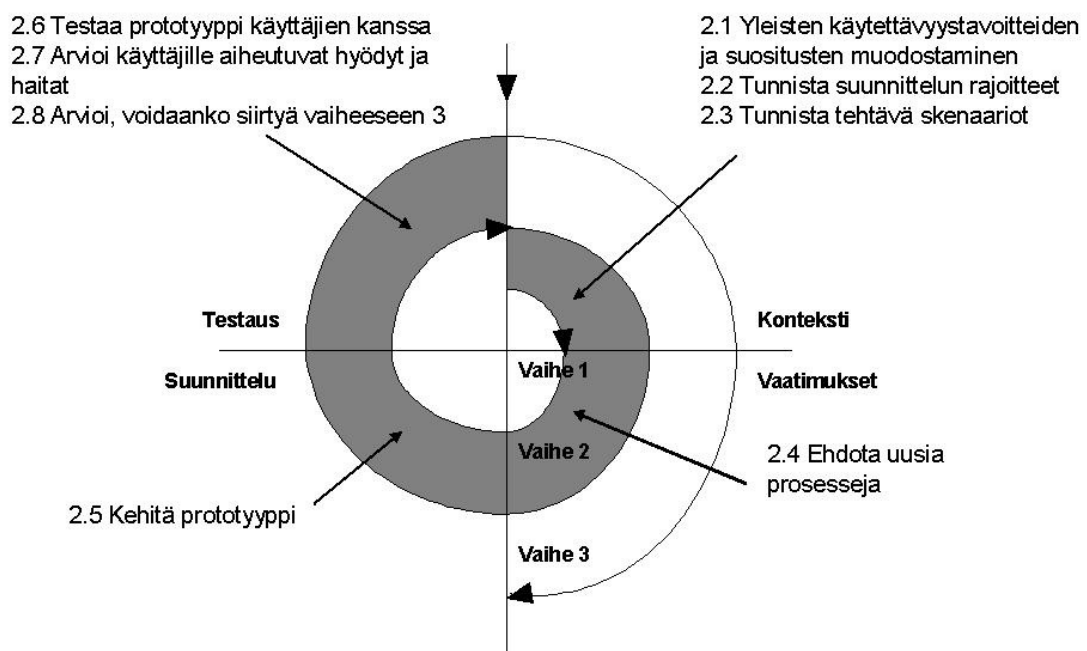 2.6 Testaa prototyyppi käyttäjien kanssa
2.7 Arvioi käyttäjille aiheutuvat hyödyt ja
haitat
2.8 Arvioi, voidaanko siirtyä vaiheeseen 3
2.1 Yleisten käytettävyystavoitteiden
ja suositusten muodostaminen
2.2 Tunnista suunnittelun rajoitteet
2.3 Tunnista tehtävä skenaariot
Testaus
Konteksti
Suunnittelu
Vaihe 1
Vaatimukset
Vaihe 2
2.4 Ehdota uusia
prosesseja
2.5 Kehitä prototyyppi
Vaihe 3